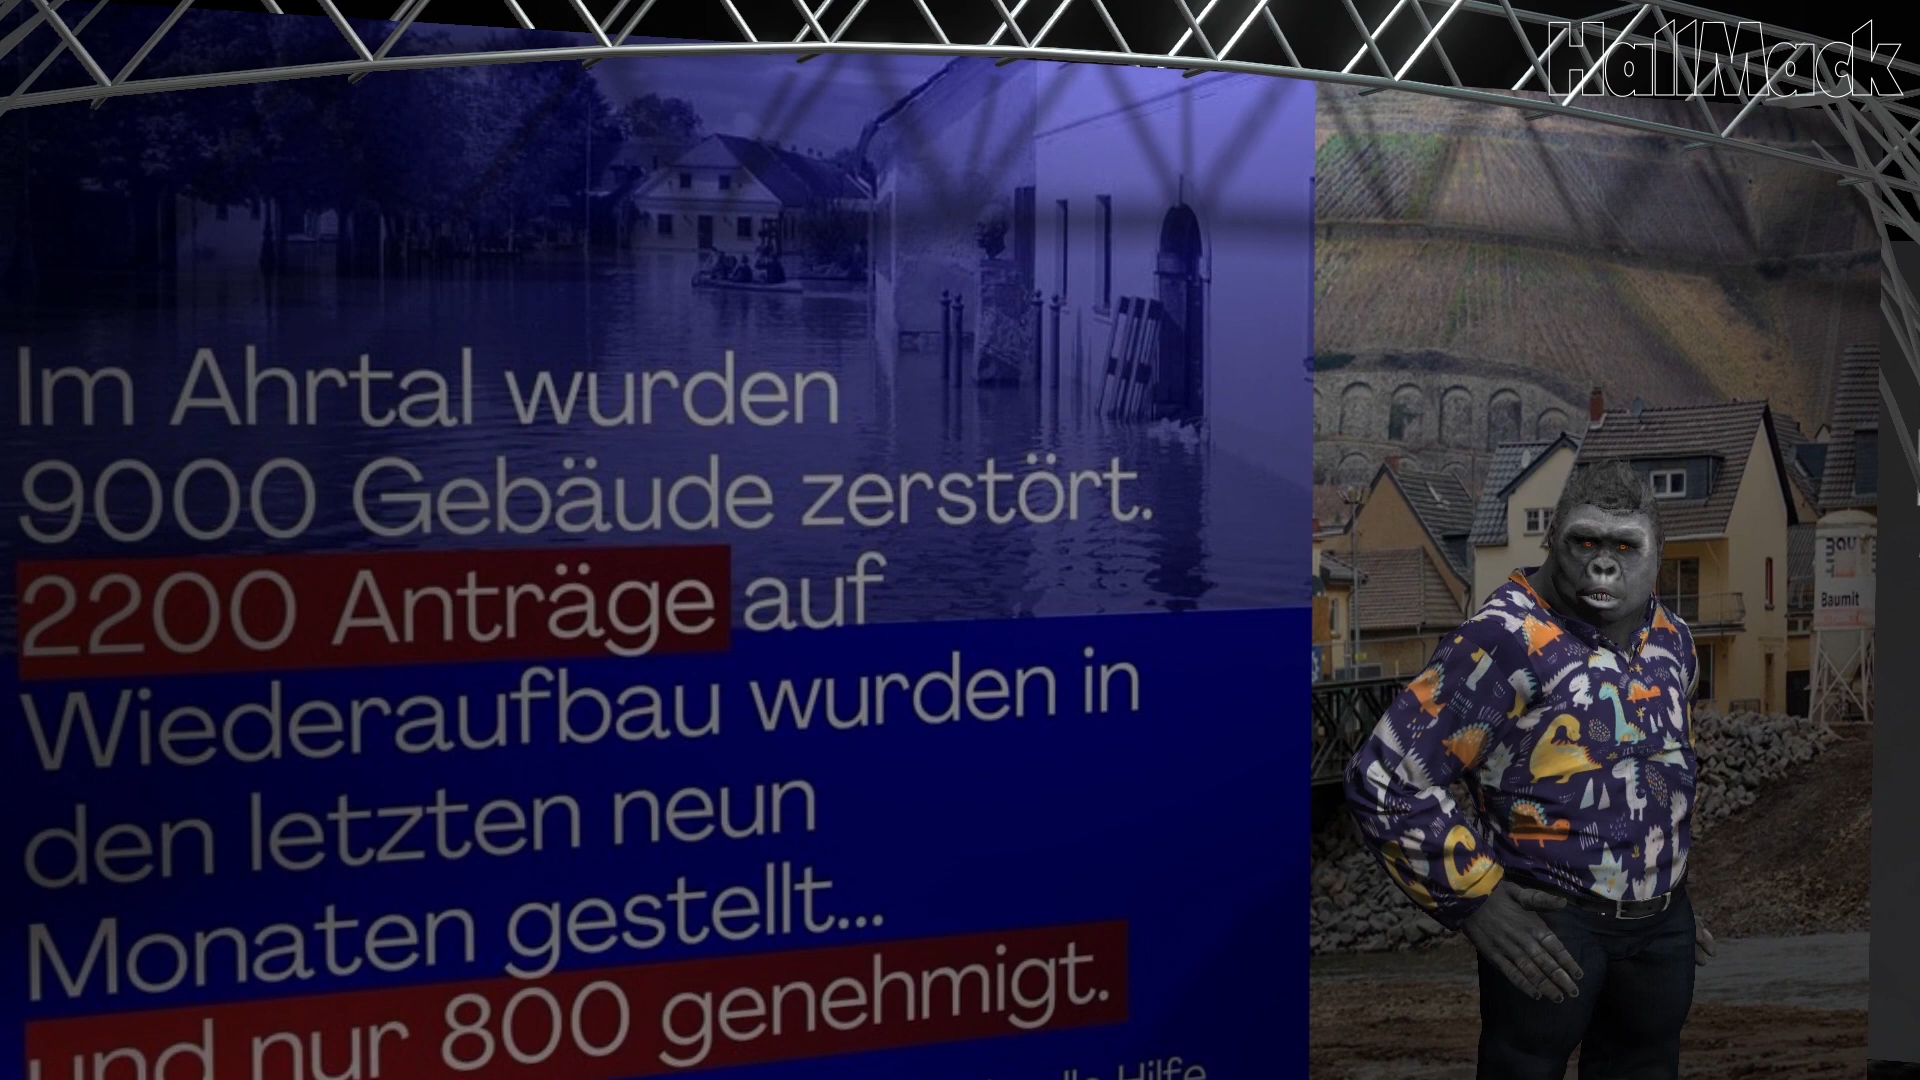 HallMack
Im Ahrtal wurden
9000 Gebäude zerstört.
2200 Anträge auf
Wiederaufbau wurden in
den letzten neun
Monaten gestellt...
und nur 800 genehmigt.
Hilfe
Baumit